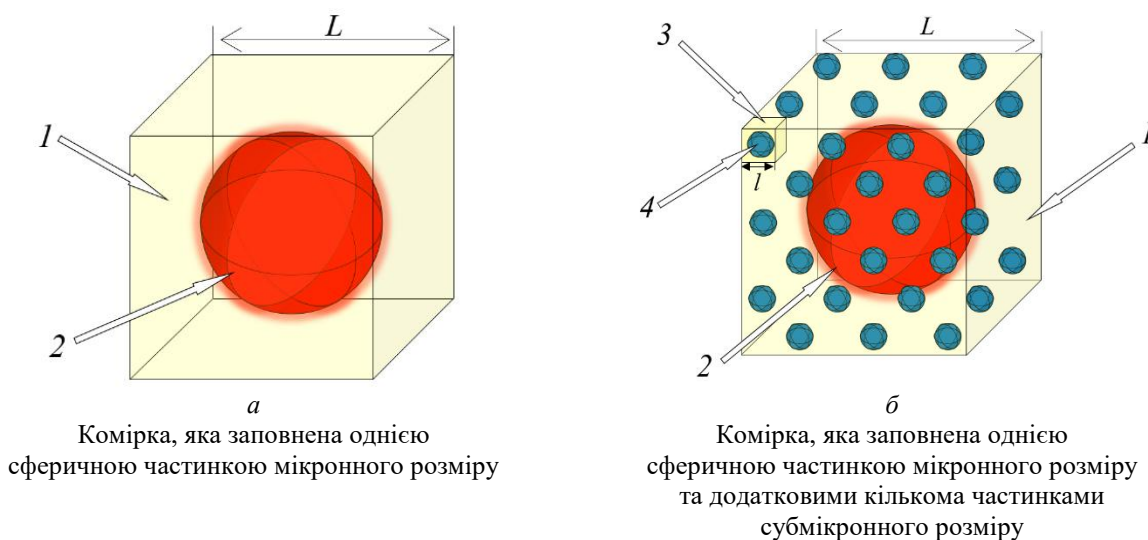 L
1
2
а
Комірка, яка заповнена однією
сферичною частинкою мікронного розміру
3
L
1
4
l
2
б
Комірка, яка заповнена однією
сферичною частинкою мікронного розміру
та додатковими кількома частинками
субмікронного розміру